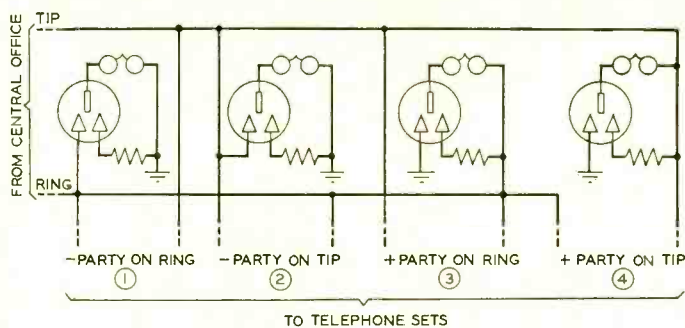 FROM CENTRAL OFFICE
TIP
RING
-PARTY ON RING
-PARTY ON TIP
+PARTY ON RING
+ PARTY ON TIP
1
2
3
4
TO TELEPHONE SETS